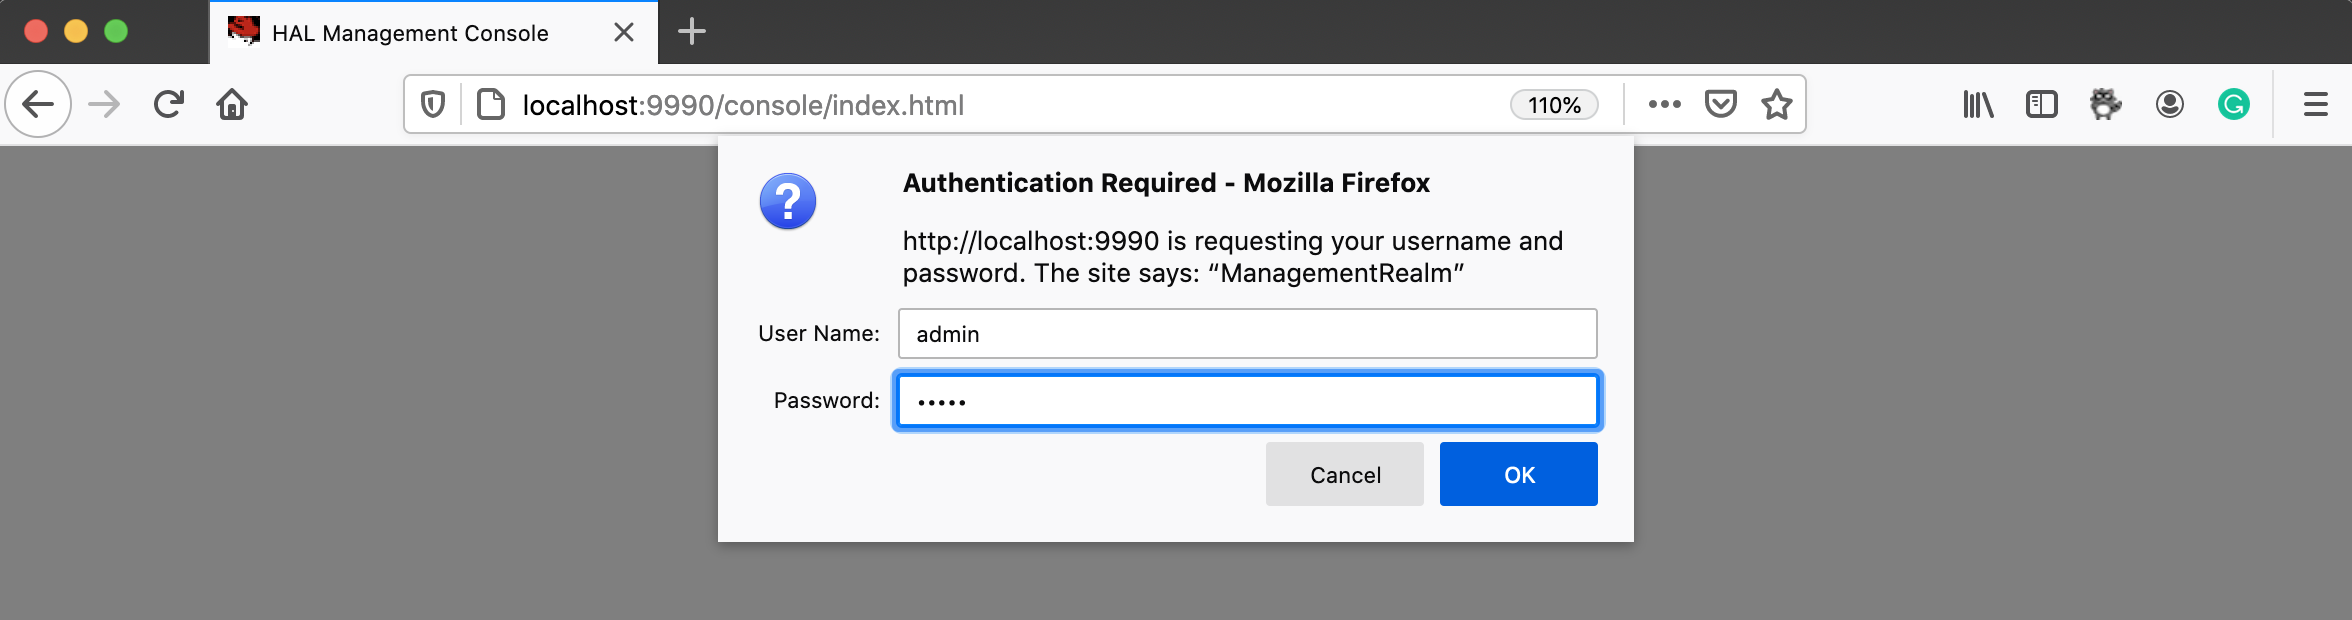 HAL Management Console
localhost:9990/console/index.html
110%
Authentication Required - Mozilla Firefox
http://localhost:9990 is requesting your username and
password. The site says: “ManagementRealm”
User Name: admin
Password: •••••
Cancel OK